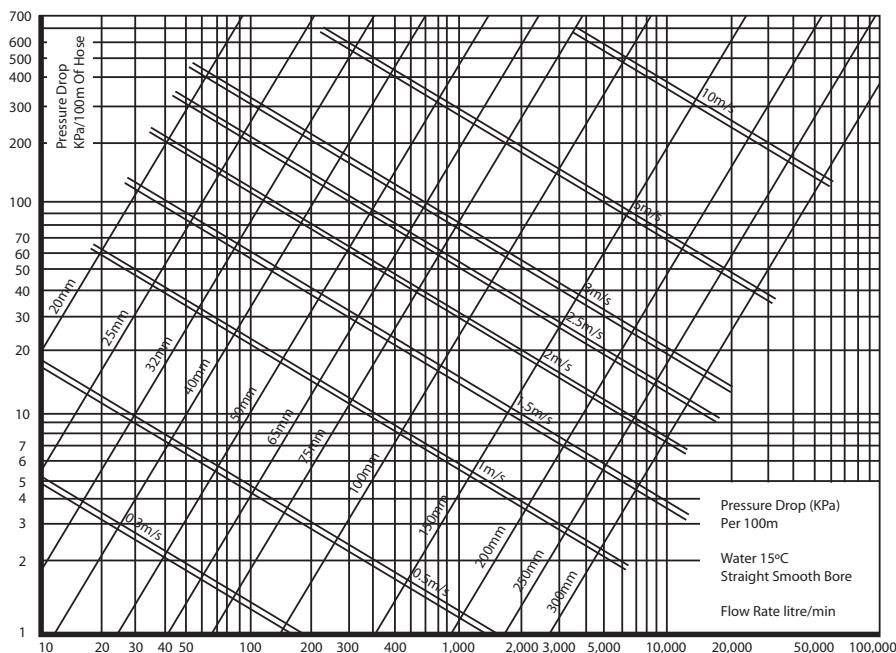 700
600
500
400
300
200
100
70
60
50
40
30
20
10
7
6
5
4
3
2
1
Pressure Drop
KPa/100m Of Hose
10m/s
5m/s
3m/s
2.5m/s
2m/s
1.5m/s
1m/s
0.5m/s
0.3m/s
20mm
25mm
32mm
40mm
50mm
65mm
75mm
100mm
150mm
200mm
250mm
300mm
Pressure Drop (KPa)
Per 100m
Water 15ºC
Straight Smooth Bore
Flow Rate litre/min
10 20 30 40 50 100 200 300 400 1,000 2,000 3,000 5,000 10,000 20,000 50,000 100,000